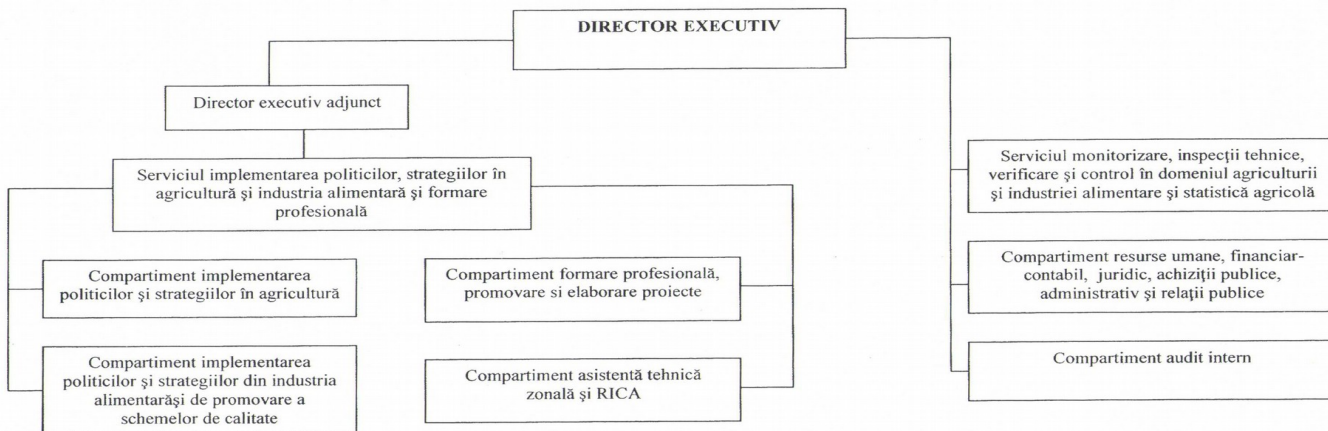 DIRECTOR EXECUTIV
Director executiv adjunct
Serviciul implementarea politicilor, strategiilor în
agricultură şi industria alimentară şi formare
profesională
Compartiment implementarea
politicilor şi strategiilor în agricultură
Compartiment implementarea
politicilor şi strategiilor din industria
alimentarăşi de promovare a
schemelor de calitate
Compartiment formare profesională,
promovare si elaborare proiecte
Compartiment asistentă tehnică
zonală şi RICA
Serviciul monitorizare, inspecţii tehnice,
verificare şi control în domeniul agriculturii
şi industriei alimentare şi statistică agricolă
Compartiment resurse umane, financiar-
contabil, juridic, achiziţii publice,
administrativ şi relaţii publice
Compartiment audit intern